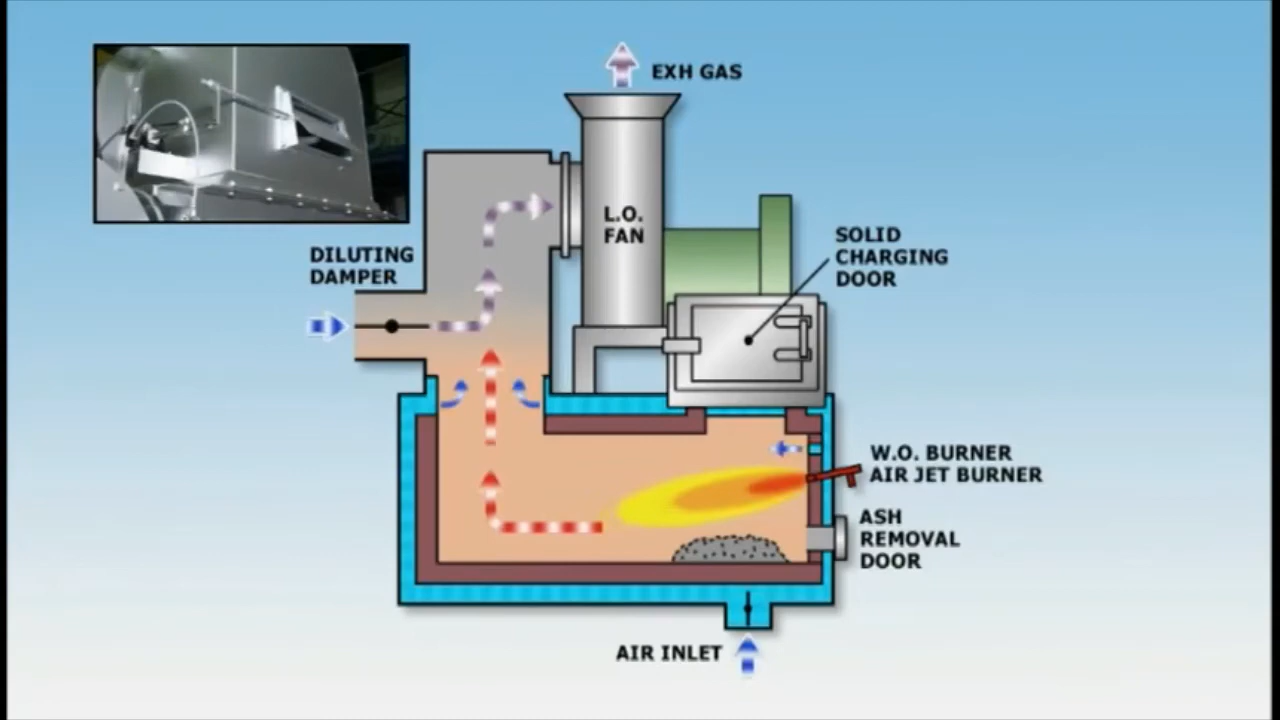 EXH GAS
L.O.
FAN
DILUTING
DAMPER
SOLID
CHARGING
DOOR
W.O. BURNER
AIR JET BURNER
ASH
REMOVAL
DOOR
AIR INLET